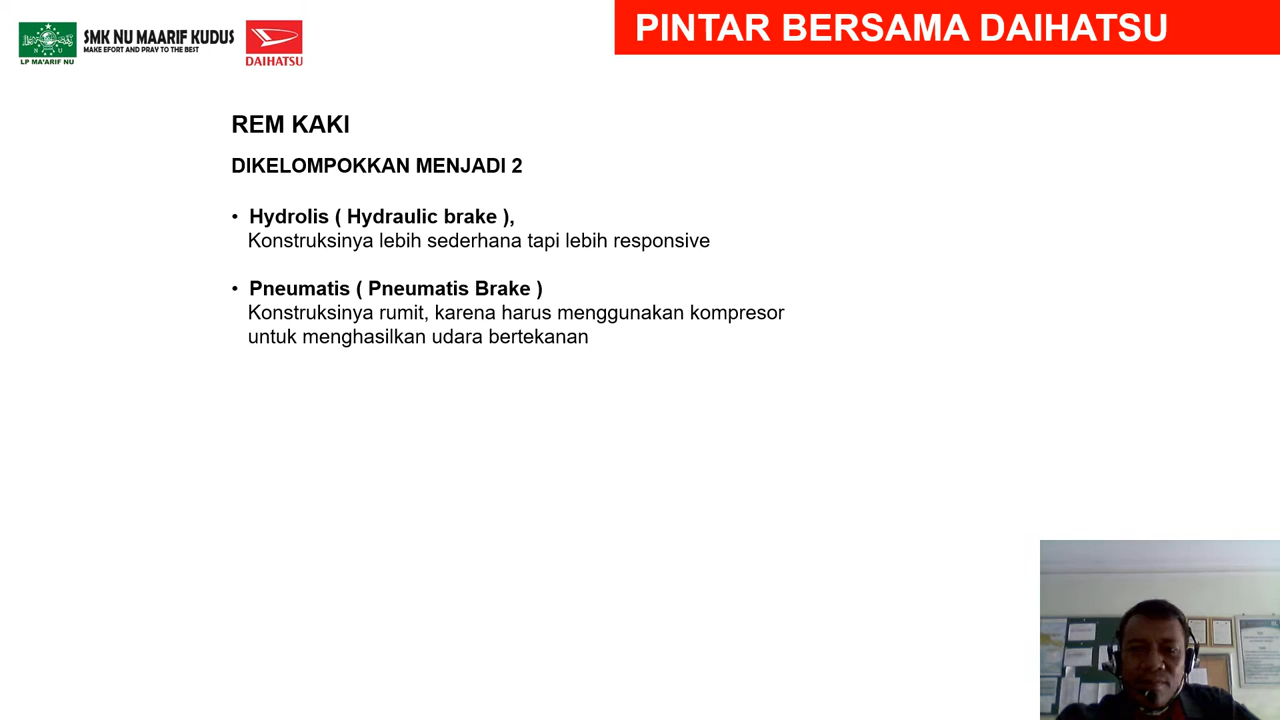 LP MA'ARIF NU
SMK NU MAARIF KUDUS
MAKE EFORT AND PRAY TO THE BEST
DAIHATSU
PINTAR BERSAMA DAIHATSU
REM KAKI
DIKELOMPOKKAN MENJADI 2
• Hydrolis ( Hydraulic brake ),
Konstruksinya lebih sederhana tapi lebih responsive
• Pneumatis ( Pneumatis Brake )
Konstruksinya rumit, karena harus menggunakan kompresor
untuk menghasilkan udara bertekanan